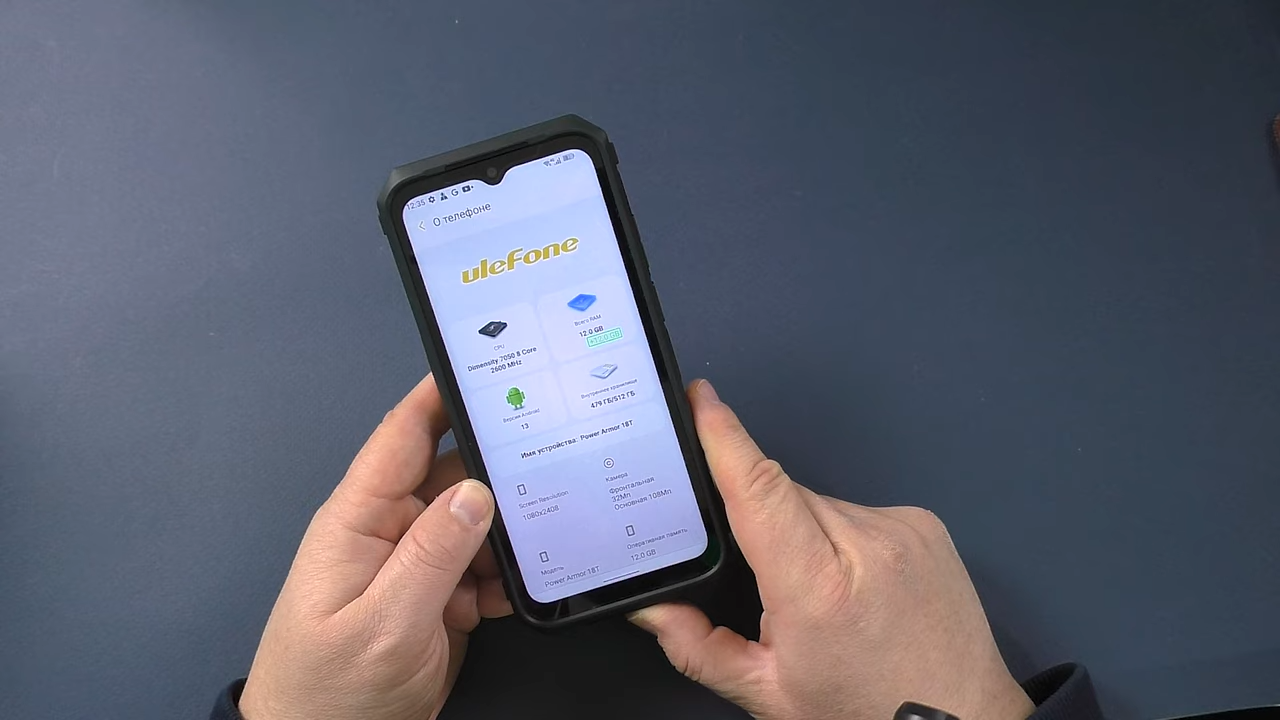 12:35
О телефоне
ulefone
CPU
Dimensity 7050 8 Core
2600 MHz
Всего RAM
12.0 GB
+12.0 GB
Версия Android
13
Внутреннее хранилище
479 ГБ/512 ГБ
Имя устройства: Power Armor 18T
Screen Resolution
1080x2408
Камера
Фронтальная
32Мп
Основная 108Мп
Модель
Power Armor 18T
Оперативная память
12.0 GB